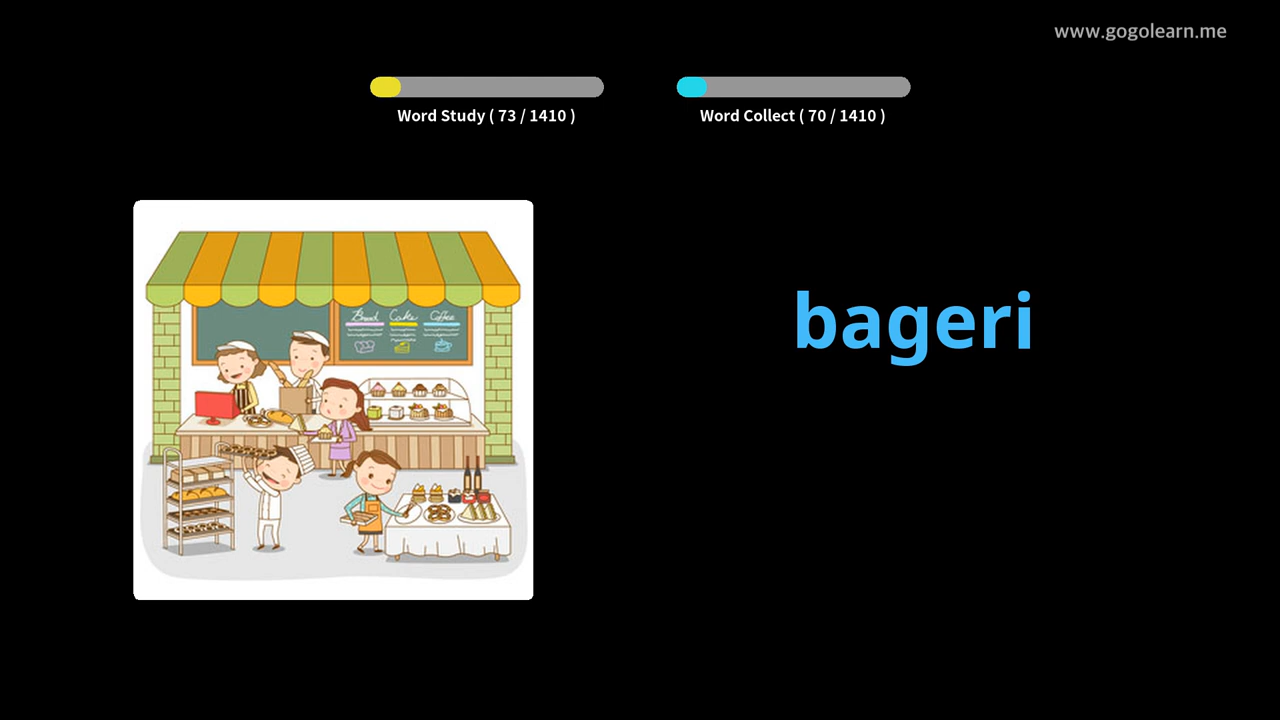 www.gogolearn.me
Word Study ( 73 / 1410 )
Word Collect ( 70 / 1410 )
Bread Cake Coffee
bageri